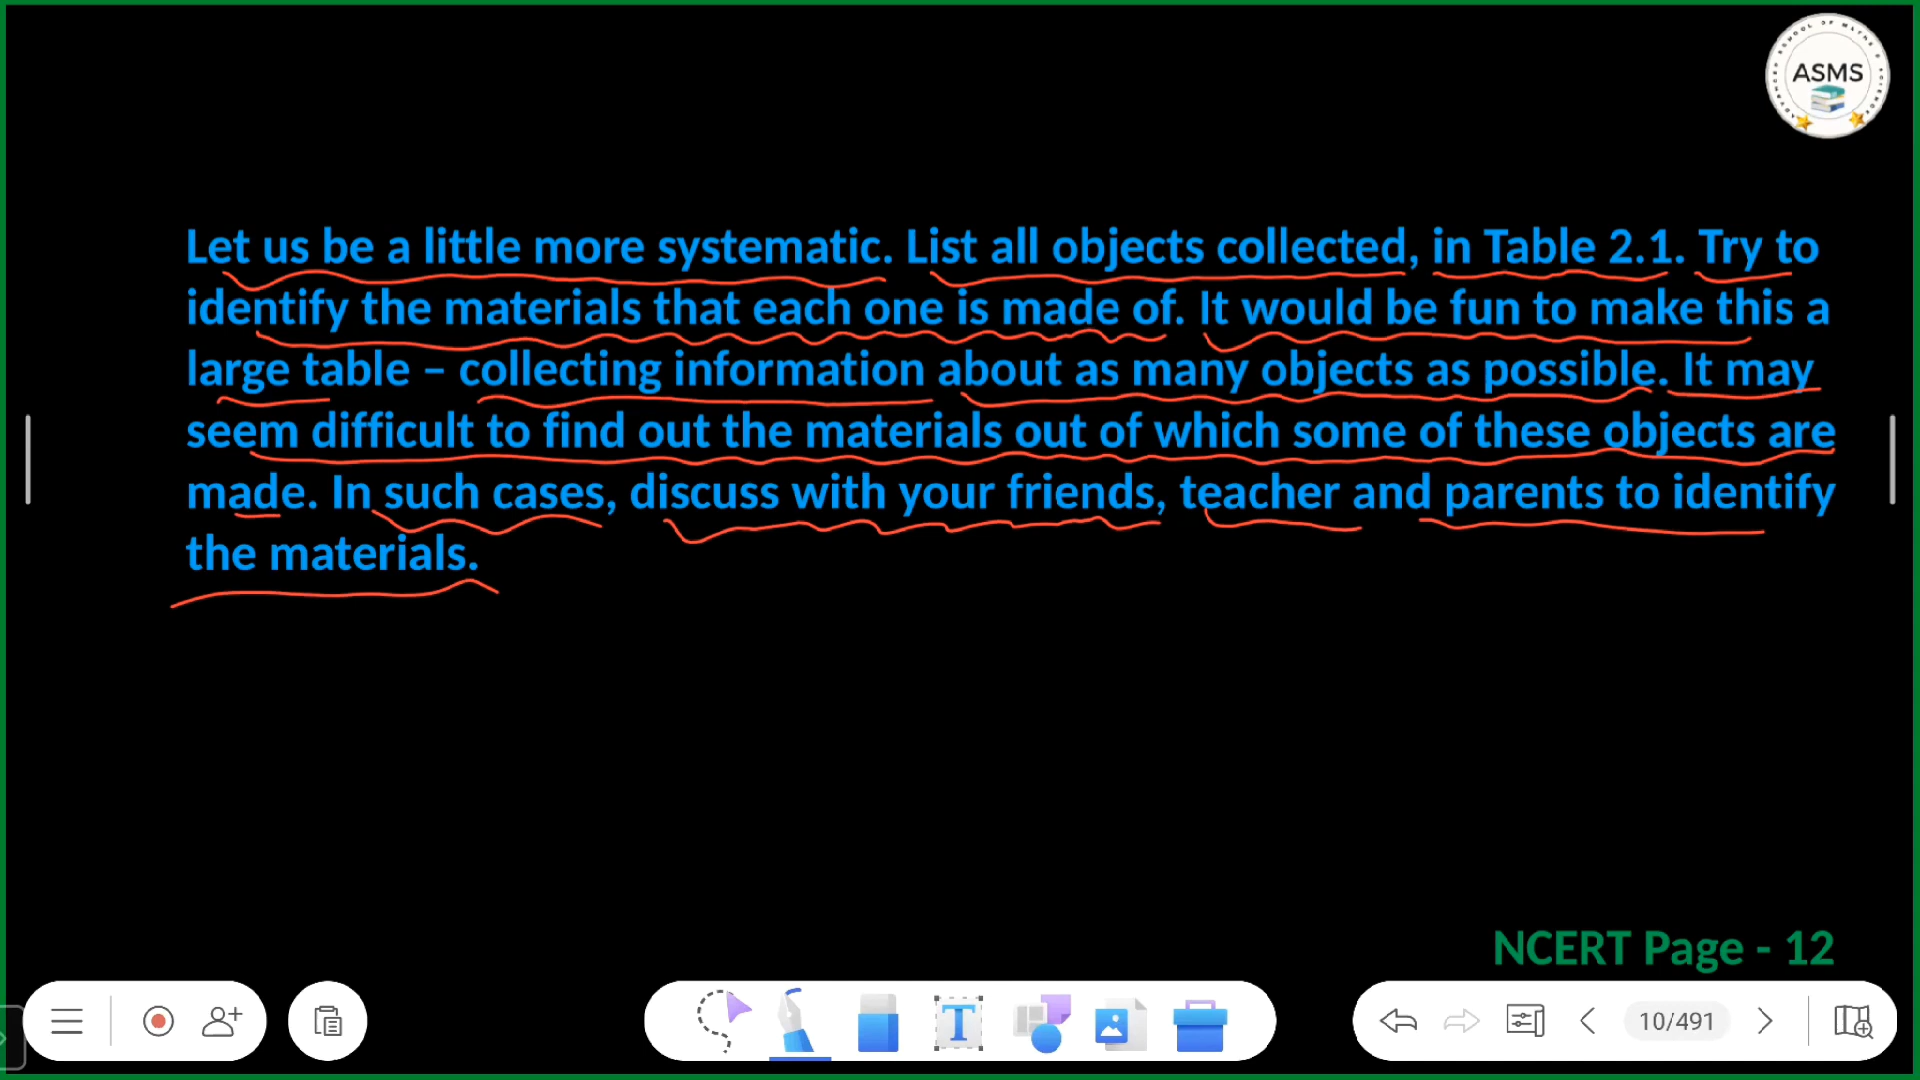 ASMS
Let us be a little more systematic. List all objects collected, in Table 2.1. Try to
identify the materials that each one is made of. It would be fun to make this a
large table – collecting information about as many objects as possible. It may
seem difficult to find out the materials out of which some of these objects are
made. In such cases, discuss with your friends, teacher and parents to identify
the materials.
NCERT Page - 12
10/491